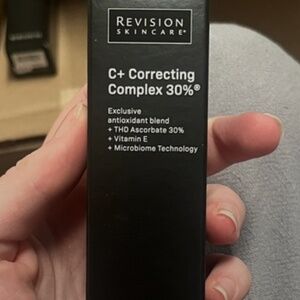 REVISION
SKINCARE®
C+ Correcting
Complex 30%®
Exclusive
antioxidant blend
+ THD Ascorbate 30%
+ Vitamin E
+ Microbiome Technology